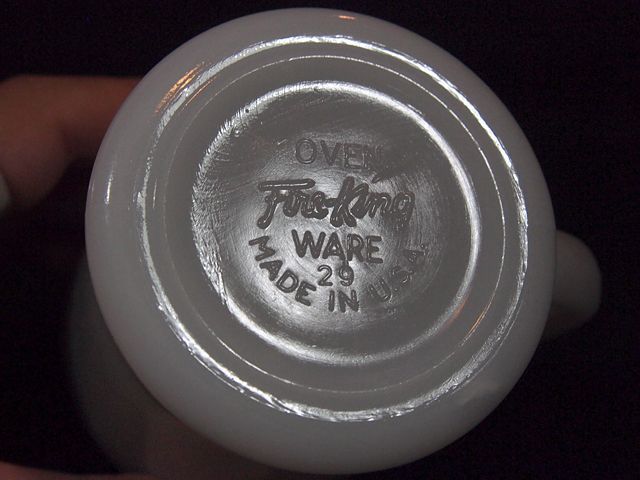 OVEN
Fire-King
WARE
29
MADE IN U.S.A.